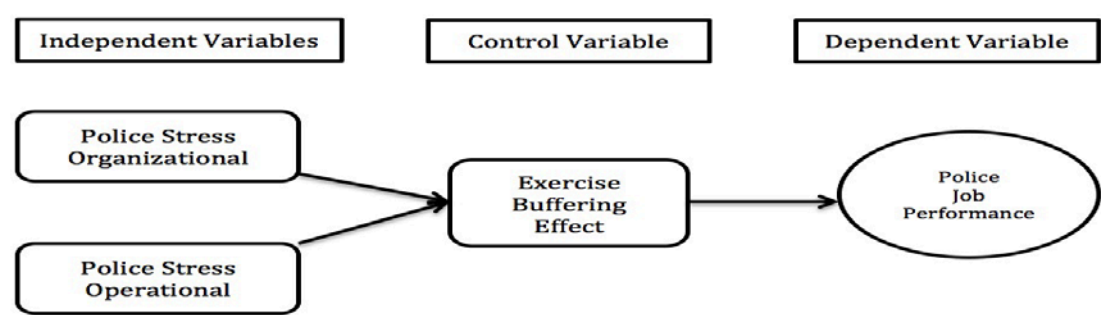 Independent Variables
Control Variable
Dependent Variable
Police Stress
Organizational
Exercise
Buffering
Effect
Police
Job
Performance
Police Stress
Operational